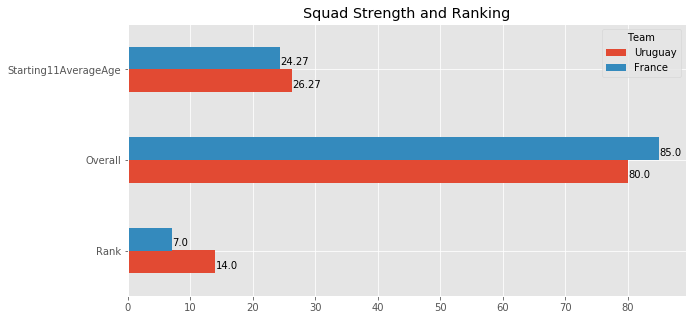 Squad Strength and Ranking
Team
Uruguay
France
Starting11AverageAge
24.27
26.27
Overall
85.0
80.0
Rank
7.0
14.0
0 10 20 30 40 50 60 70 80